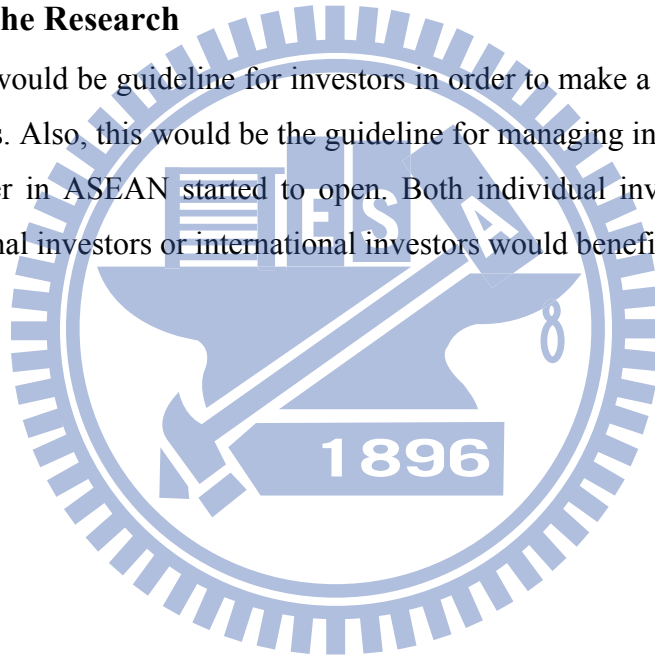 he Research
would be guideline for investors in order to make a
s. Also, this would be the guideline for managing in
er in ASEAN started to open. Both individual inv
nal investors or international investors would benefi
E S A
1896